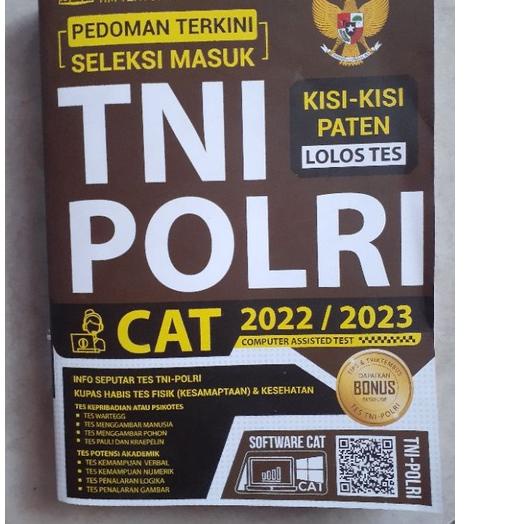 PEDOMAN TERKINI
SELEKSI MASUK
TNI
POLRI
KISI-KISI
PATEN
LOLOS TES
CAT 2022 / 2023
COMPUTER ASSISTED TEST
INFO SEPUTAR TES TNI-POLRI
KUPAS HABIS TES FISIK (KESAMAPTAAN) & KESEHATAN
TES KEPRIBADIAN ATAU PSIKOTES
• TES WARTEGG
• TES MENGGAMBAR MANUSIA
• TES MENGGAMBAR POHON
• TES PAULI DAN KRAEPELIN
TES POTENSI AKADEMIK
• TES KEMAMPUAN VERBAL
• TES KEMAMPUAN NUMERIK
• TES PENALARAN LOGIKA
• TES PENALARAN GAMBAR
DAPATKAN
BONUS
TES TNI-POLRI
SOFTWARE CAT
CAT
TNI-POLRI